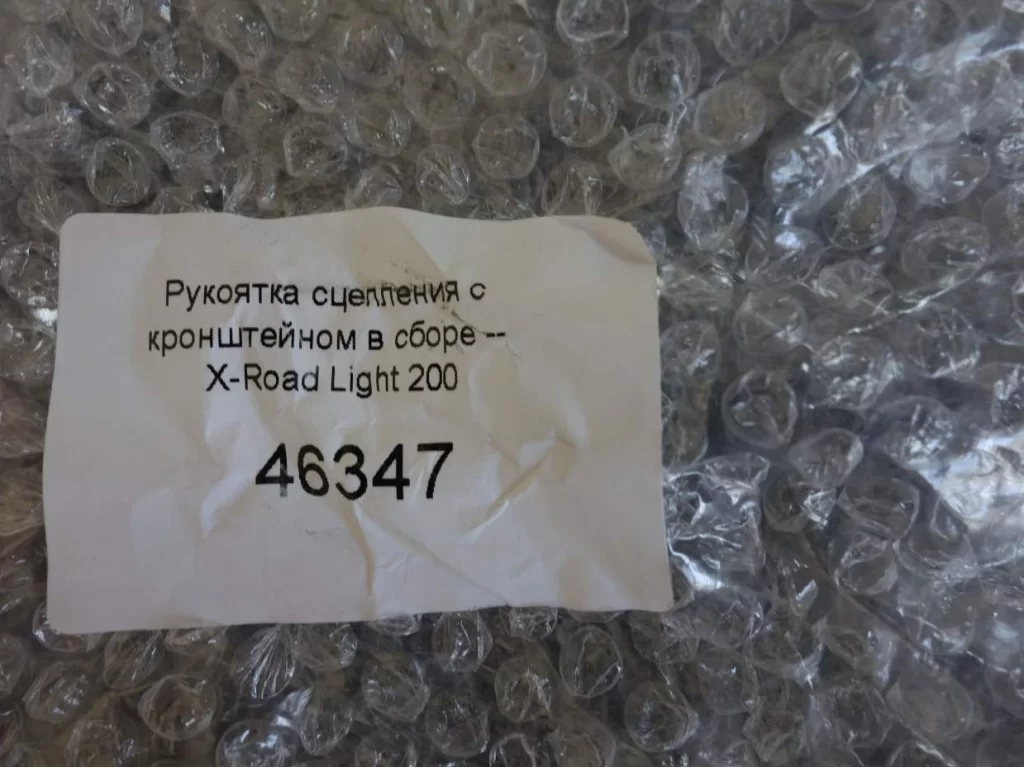 Рукоятка сцепления с
кронштейном в сборе --
X-Road Light 200
46347